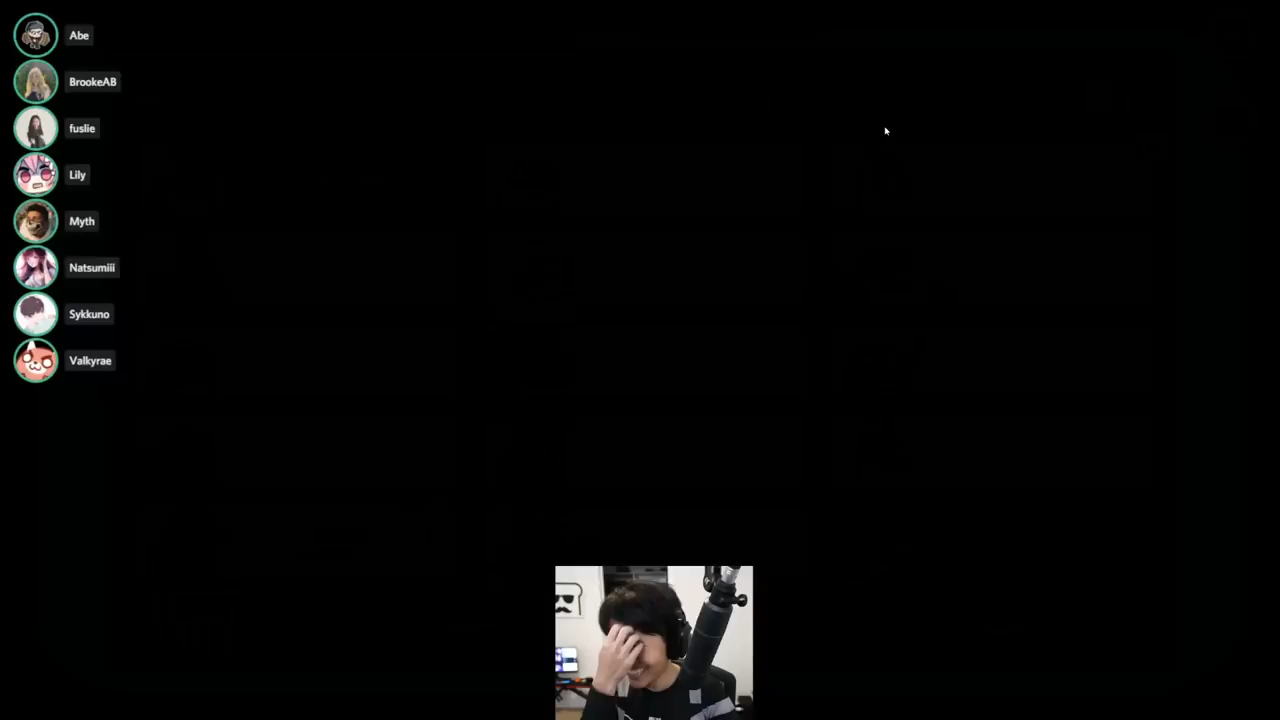 Abe
BrookeAB
fuslie
Lily
Myth
Natsumiii
Sykkuno
Valkyrae